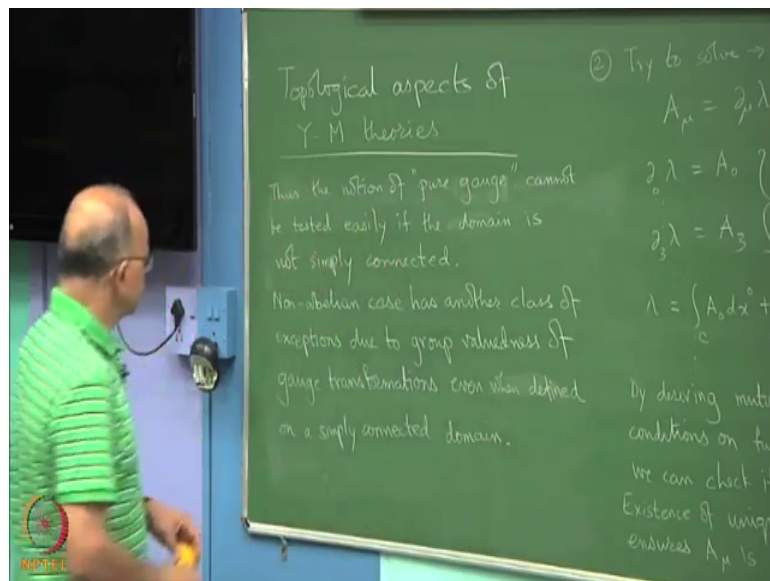 Topological aspects of
Y-M theories
Thus the notion of "pure gauge" cannot
be tested easily if the domain is
not simply connected.
Non-abelian case has another class of
exceptions due to group valuedness of
gauge transformations even when defined
on a simply connected domain.
② Try to solve →
A_μ = ∂_μ λ
∂_0 λ = A_0 {
∂_3 λ = A_3
λ = ∫_C A_0 dx^0 +
By deriving
conditions on
we can check
Existence of
ensures A_μ is
NPTEL